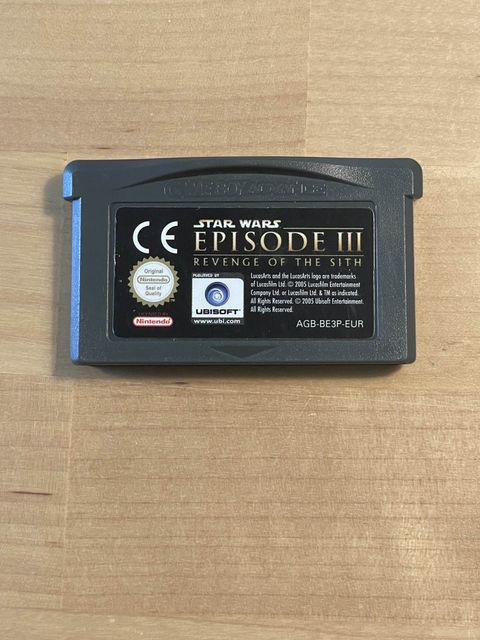 GAME BOY ADVANCE
CE
STAR WARS
EPISODE III
REVENGE OF THE SITH
Original
Nintendo
Seal of
Quality
LICENSED BY
Nintendo
PUBLISHED BY
UBISOFT
www.ubi.com
LucasArts and the LucasArts logo are trademarks
of Lucasfilm Ltd. © 2005 Lucasfilm Entertainment
Company Ltd. or Lucasfilm Ltd. & TM as indicated.
All Rights Reserved. © 2005 Ubisoft Entertainment.
All Rights Reserved.
AGB-BE3P-EUR